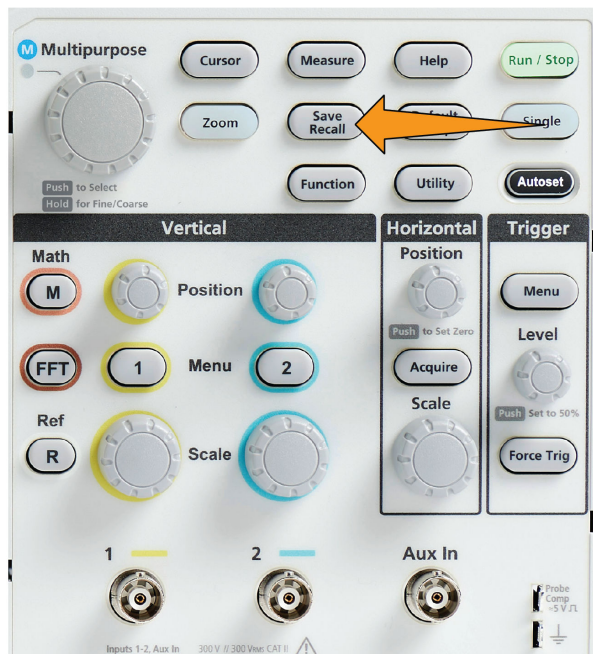 M Multipurpose
Cursor
Measure
Help
Run / Stop
Zoom
Save
Recall
Single
Push to Select
Hold for Fine/Coarse
Function
Utility
Autoset
Vertical
Horizontal
Trigger
Math
M
Position
Position
Push to Set Zero
Menu
FFT
1
Menu
2
Acquire
Level
Push Set to 50%
Ref
R
Scale
Scale
Force Trig
1
2
Aux In
Probe
Comp
~5 V
Inputs 1-2, Aux In
300 V // 300 VRMS CAT II